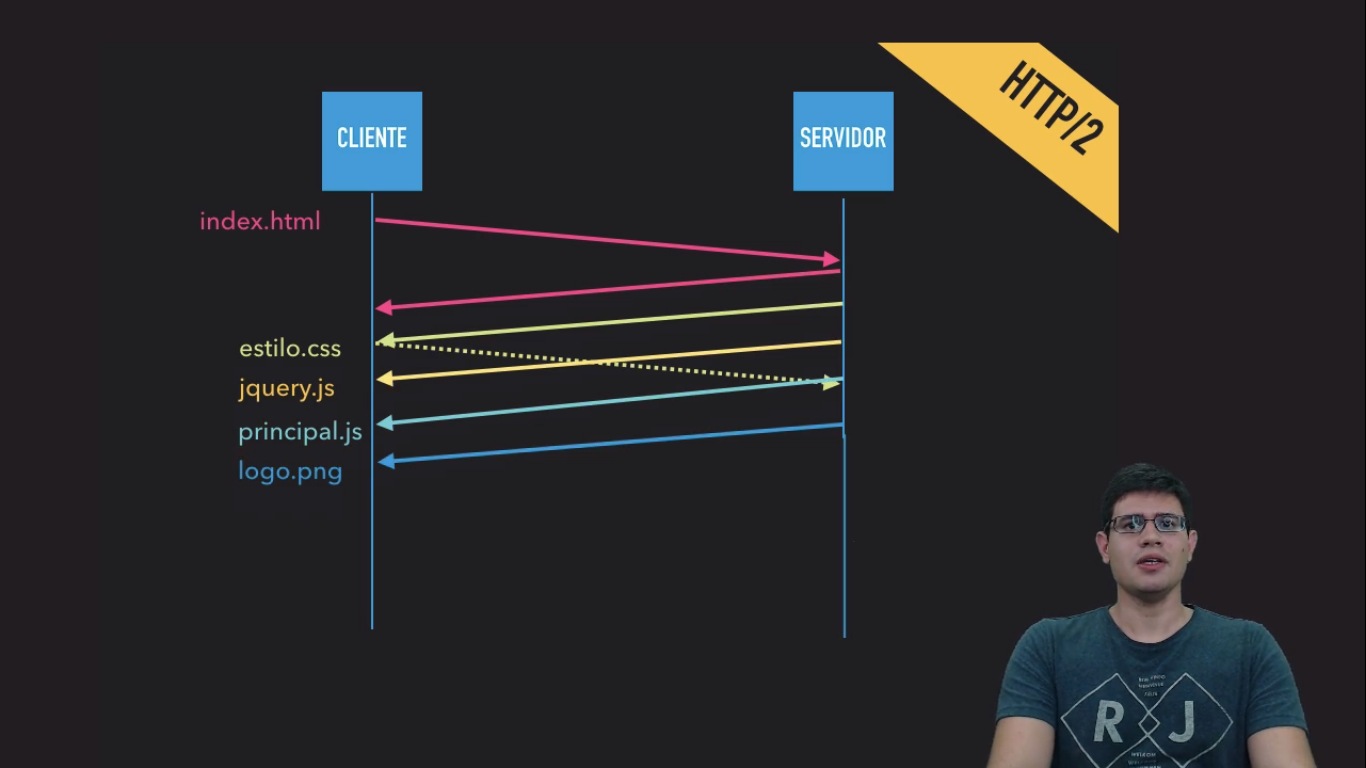 HTTP/2
CLIENTE
SERVIDOR
index.html
estilo.css
jquery.js
principal.js
logo.png
R J